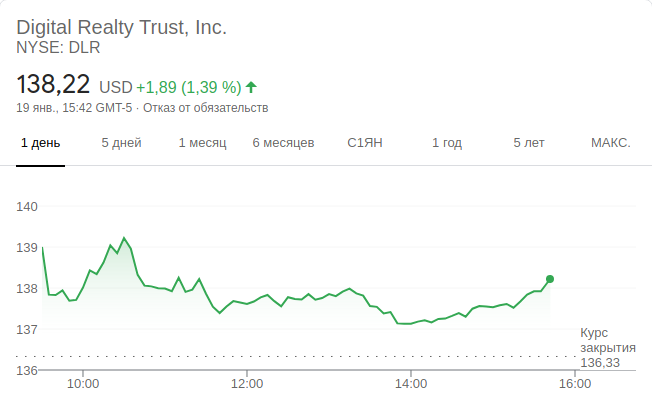 Digital Realty Trust, Inc.
NYSE: DLR
138,22 USD +1,89 (1,39 %)
19 янв., 15:42 GMT-5 · Отказ от обязательств
1 день 5 дней 1 месяц 6 месяцев С1ЯН 1 год 5 лет МАКС.
140
139
138
137
Курс
закрытия
136,33
136
10:00 12:00 14:00 16:00